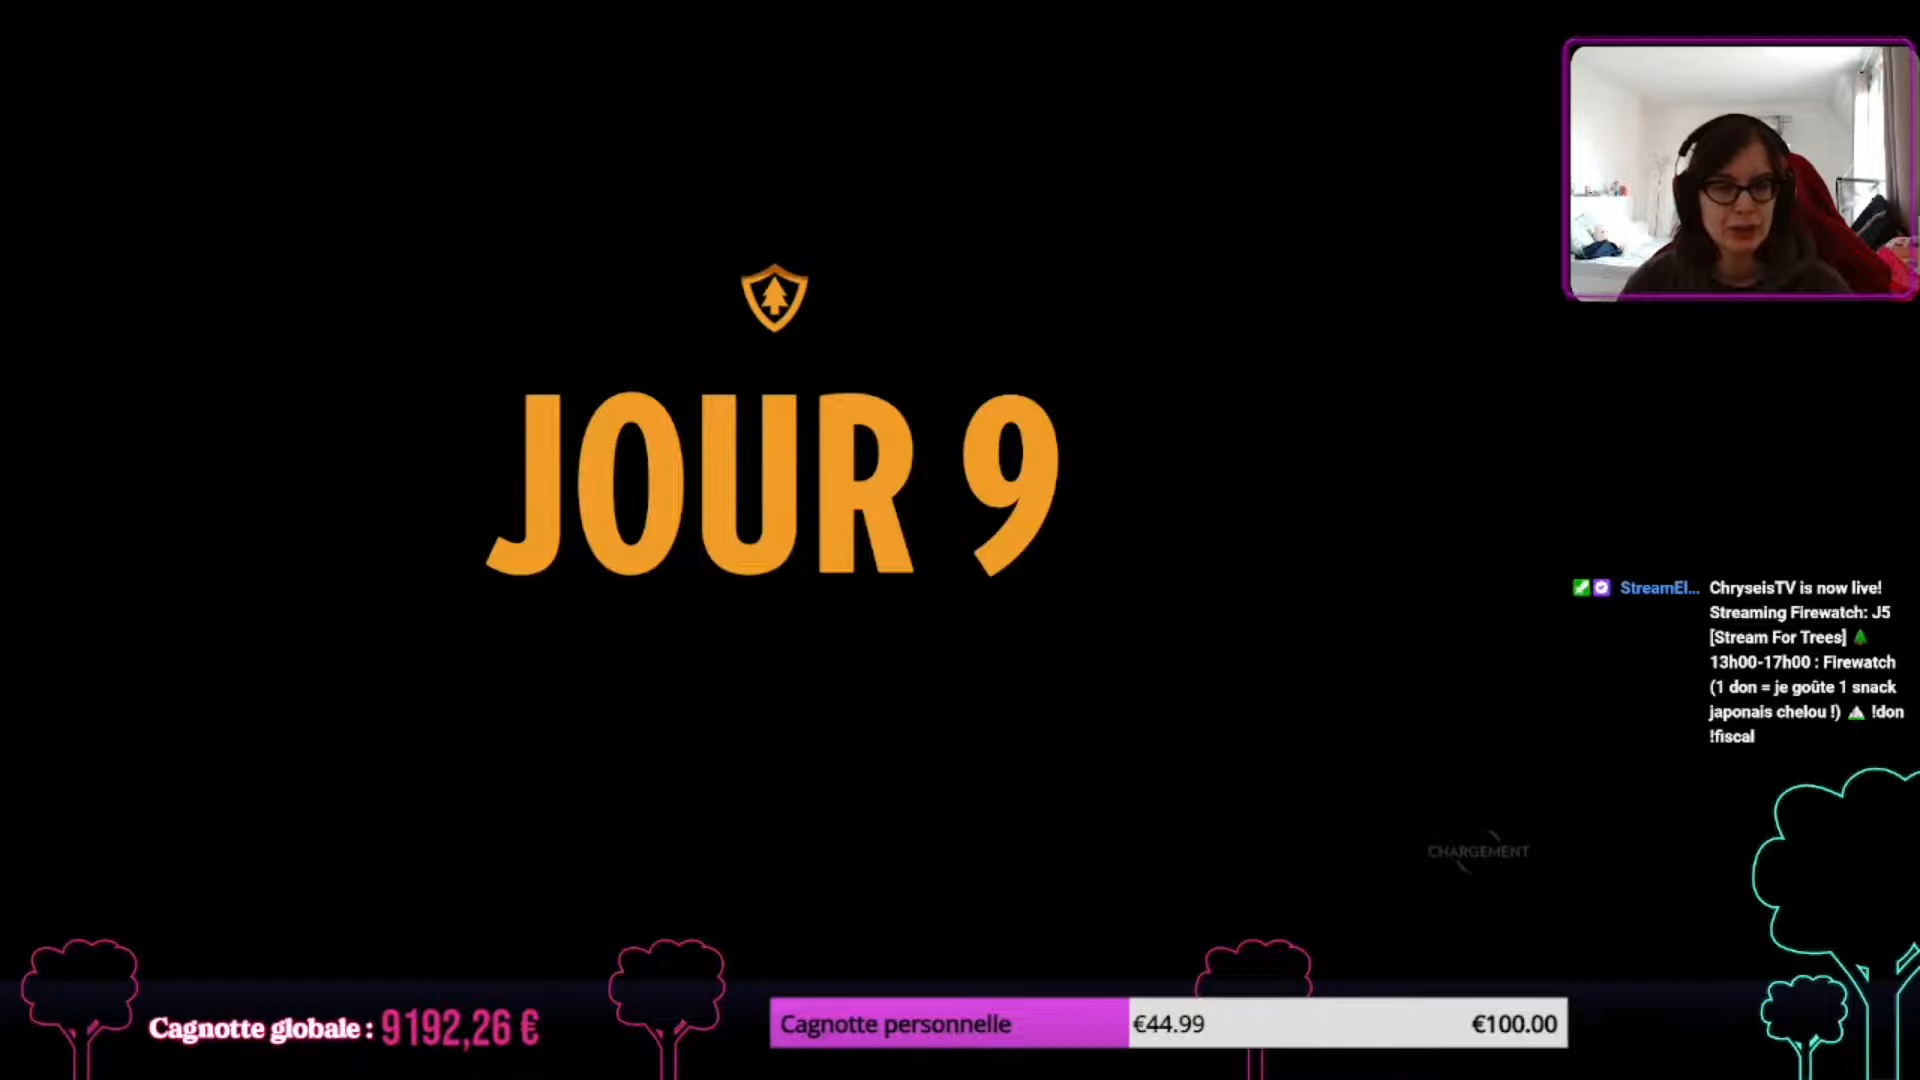 JOUR 9
StreamEl... ChryseisTV is now live!
Streaming Firewatch: J5
[Stream For Trees]
13h00-17h00 : Firewatch
(1 don = je goûte 1 snack
japonais chelou !) !don
!fiscal
CHARGEMENT
Cagnotte globale : 9192,26 €
Cagnotte personnelle €44.99 €100.00